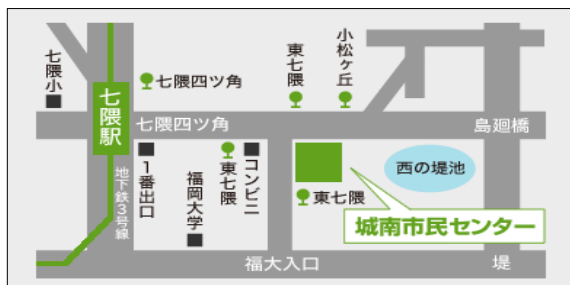 七隈小
七隈駅
地下鉄3号線
七隈四ツ角
七隈四ツ角
東七隈
小松ヶ丘
島廻橋
1番出口
福岡大学
東七隈
コンビニ
東七隈
西の堤池
城南市民センター
福大入口
堤